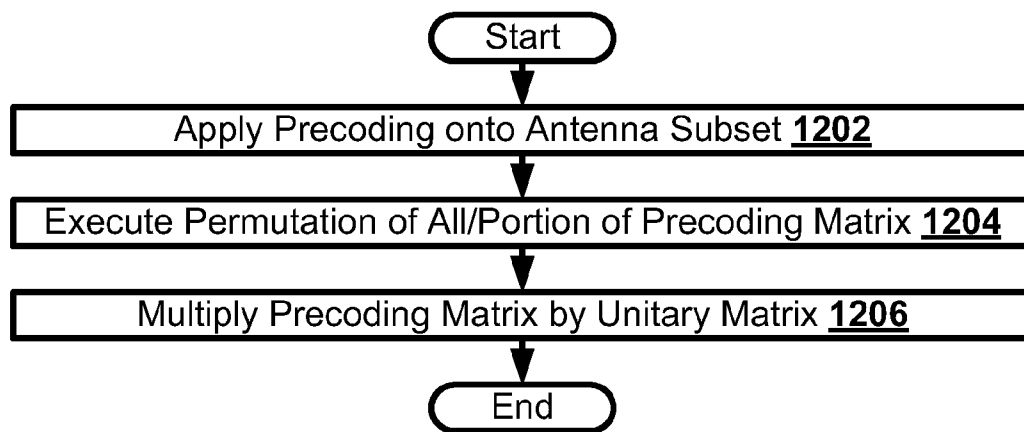 Start
Apply Precoding onto Antenna Subset 1202
Execute Permutation of All/Portion of Precoding Matrix 1204
Multiply Precoding Matrix by Unitary Matrix 1206
End